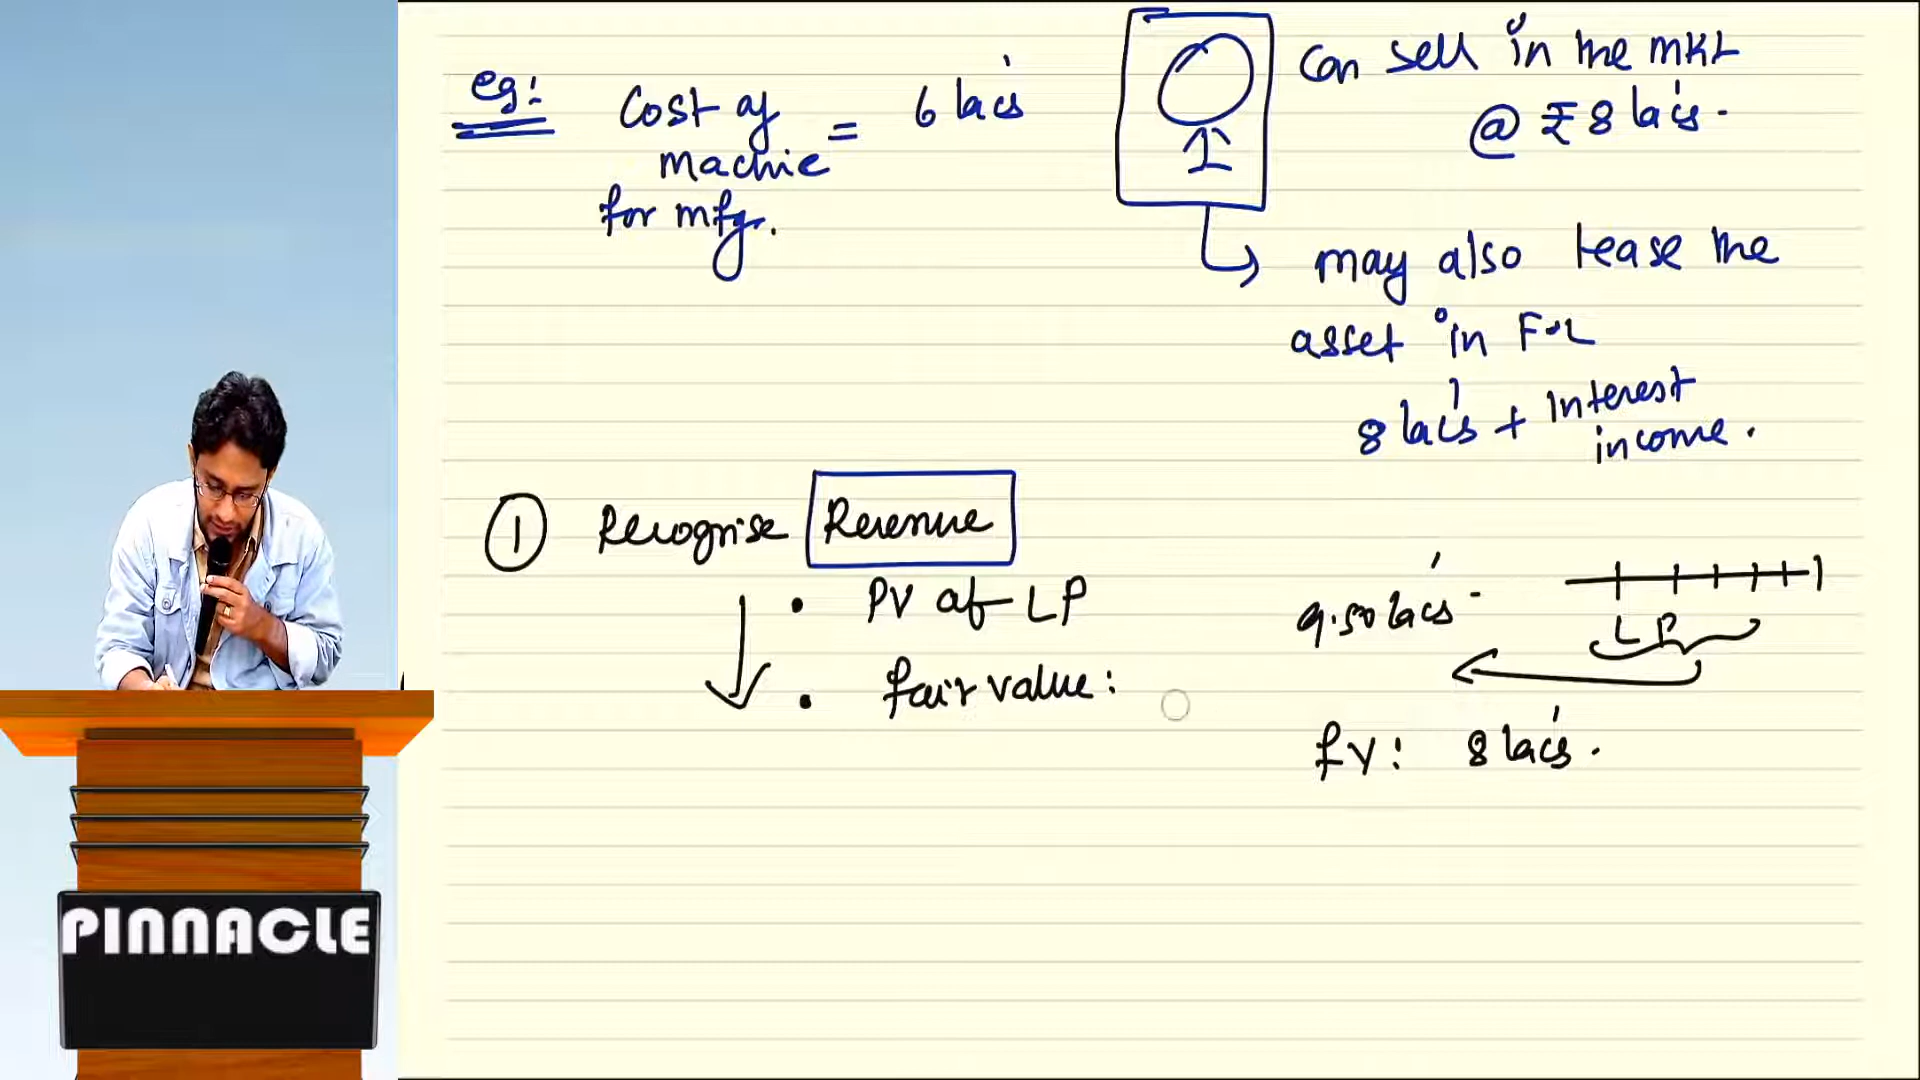 eg:
Cost of = 6 lacs
machie
for mfg.
can sell in the mkt
@ ₹ 8 lacs.
may also lease the
asset in F.L
8 lacs + Interest
income.
1 Recognise Revenue
• PV of LP
• fair value:
9.50 lacs
LP
FV: 8 lacs.
PINNACLE